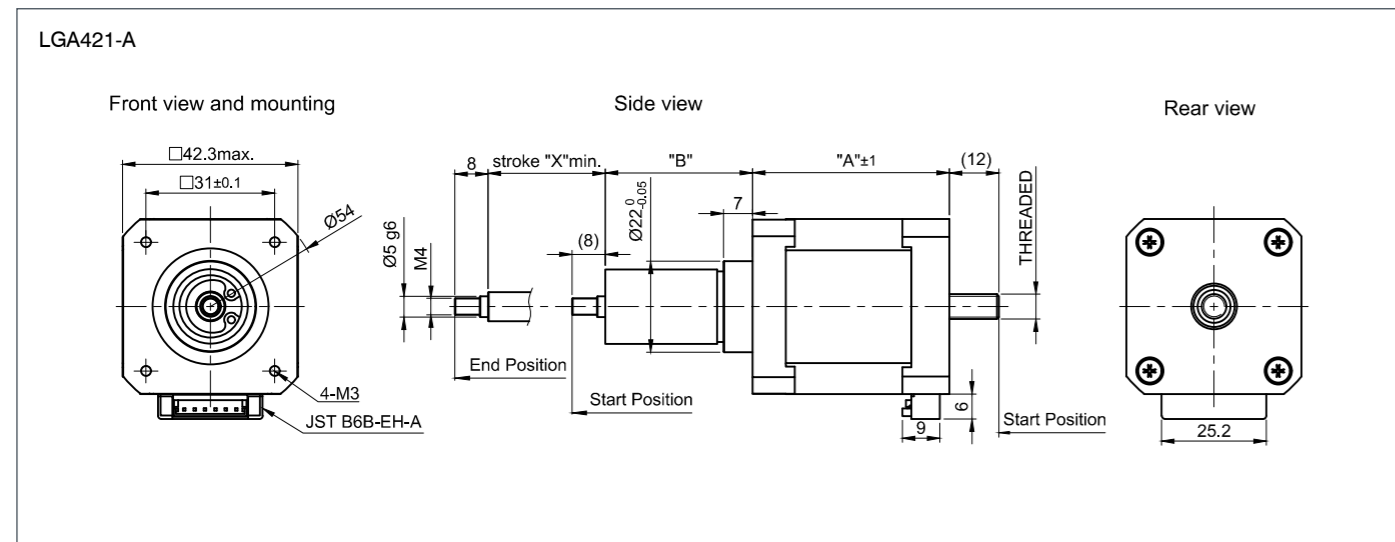 LGA421-A
Front view and mounting
Side view
Rear view
□42.3max.
□31±0.1
Ø54
4-M3
JST B6B-EH-A
8
stroke "X"min.
"B"
"A"±1
(12)
Ø22 0 -0.05
7
(8)
Ø5 g6
M4
THREADED
End Position
Start Position
6
9
Start Position
25.2